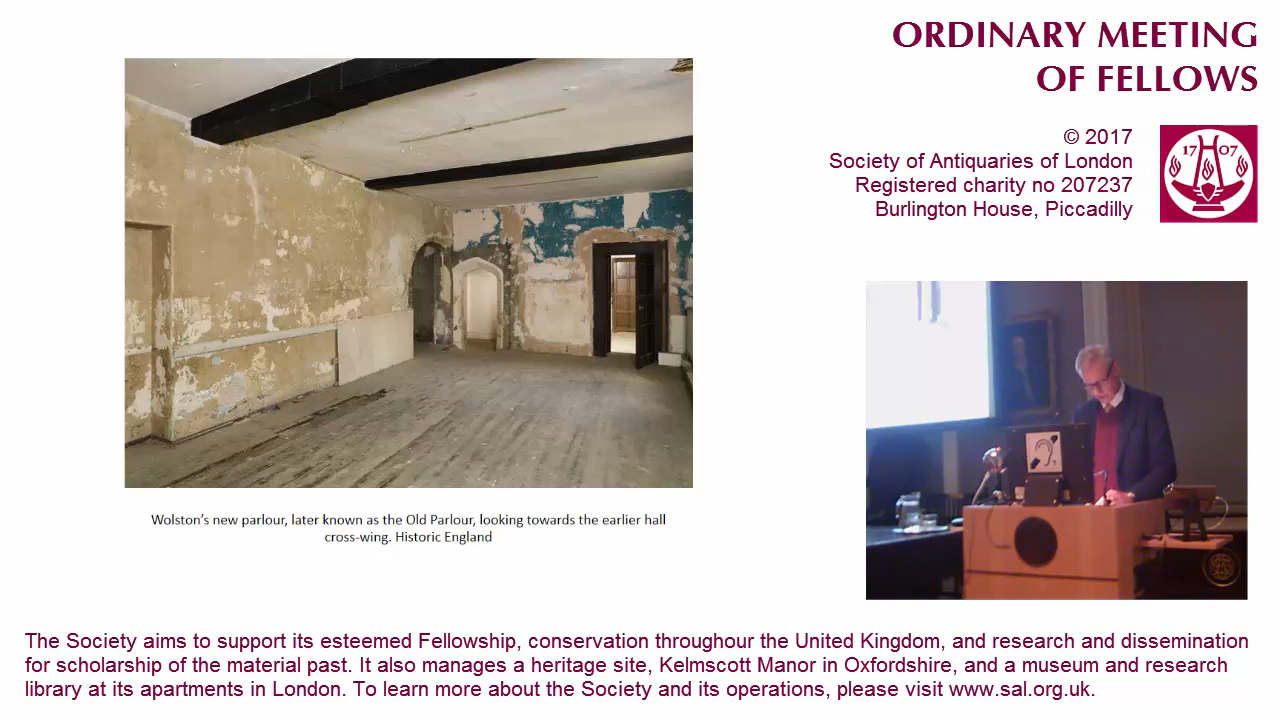 ORDINARY MEETING
OF FELLOWS
© 2017
Society of Antiquaries of London
Registered charity no 207237
Burlington House, Piccadilly
17 07
Wolston's new parlour, later known as the Old Parlour, looking towards the earlier hall
cross-wing. Historic England
The Society aims to support its esteemed Fellowship, conservation throughour the United Kingdom, and research and dissemination
for scholarship of the material past. It also manages a heritage site, Kelmscott Manor in Oxfordshire, and a museum and research
library at its apartments in London. To learn more about the Society and its operations, please visit www.sal.org.uk.